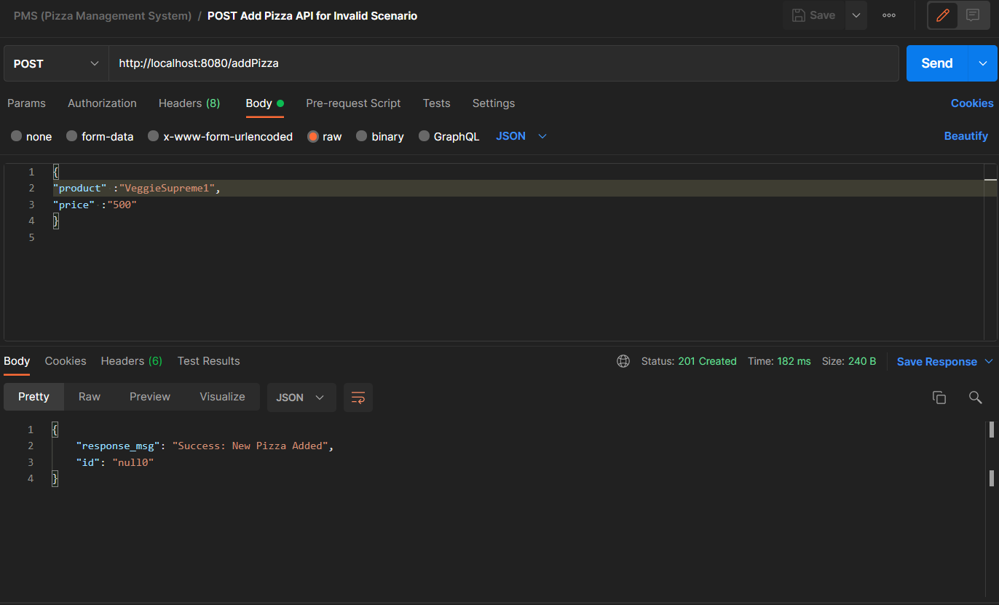 PMS (Pizza Management System) / POST Add Pizza API for Invalid Scenario
Save
POST
http://localhost:8080/addPizza
Send
Params Authorization Headers (8) Body Pre-request Script Tests Settings Cookies
none form-data x-www-form-urlencoded raw binary GraphQL JSON Beautify
1 {
2 "product" :"VeggieSupreme1",
3 "price" :"500"
4 }
5
Body Cookies Headers (6) Test Results Status: 201 Created Time: 182 ms Size: 240 B Save Response
Pretty Raw Preview Visualize JSON
1 {
2 "response_msg": "Success: New Pizza Added",
3 "id": "null0"
4 }